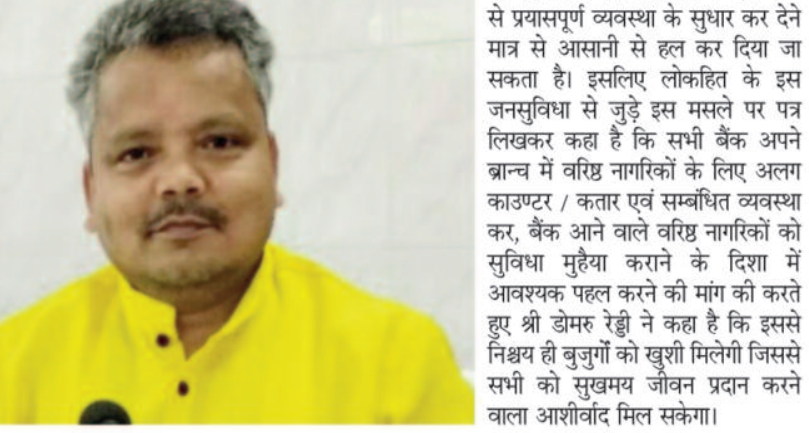 से प्रयासपूर्ण व्यवस्था के सुधार कर देने
मात्र से आसानी से हल कर दिया जा
सकता है। इसलिए लोकहित के इस
जनसुविधा से जुड़े इस मसले पर पत्र
लिखकर कहा है कि सभी बैंक अपने
ब्रान्च में वरिष्ठ नागरिकों के लिए अलग
काउण्टर / कतार एवं सम्बंधित व्यवस्था
कर, बैंक आने वाले वरिष्ठ नागरिकों को
सुविधा मुहैया कराने के दिशा में
आवश्यक पहल करने की मांग की करते
हुए श्री डोमरु रेड्डी ने कहा है कि इससे
निश्चय ही बुजुर्गों को खुशी मिलेगी जिससे
सभी को सुखमय जीवन प्रदान करने
वाला आशीर्वाद मिल सकेगा।